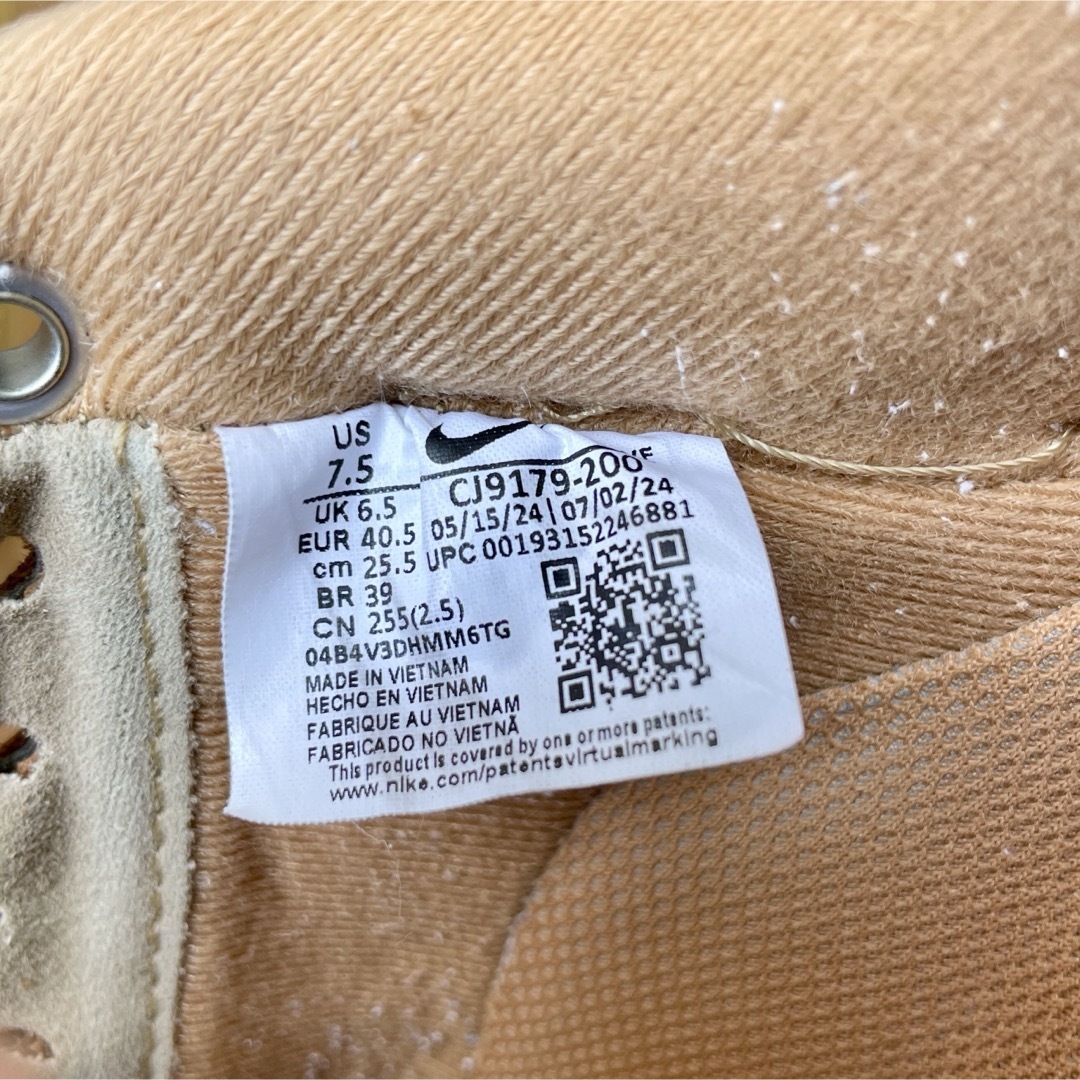 US
7.5
UK 6.5
EUR 40.5
cm 25.5
BR 39
CN 255(2.5)
04B4V3DHMM6TG
CJ9179-200
05/15/24|07/02/24
UPC 00193152246881
MADE IN VIETNAM
HECHO EN VIETNAM
FABRIQUE AU VIETNAM
FABRICADO NO VIETNÃ
This product is covered by one or more patents:
www.nike.com/patentsvirtualmarking